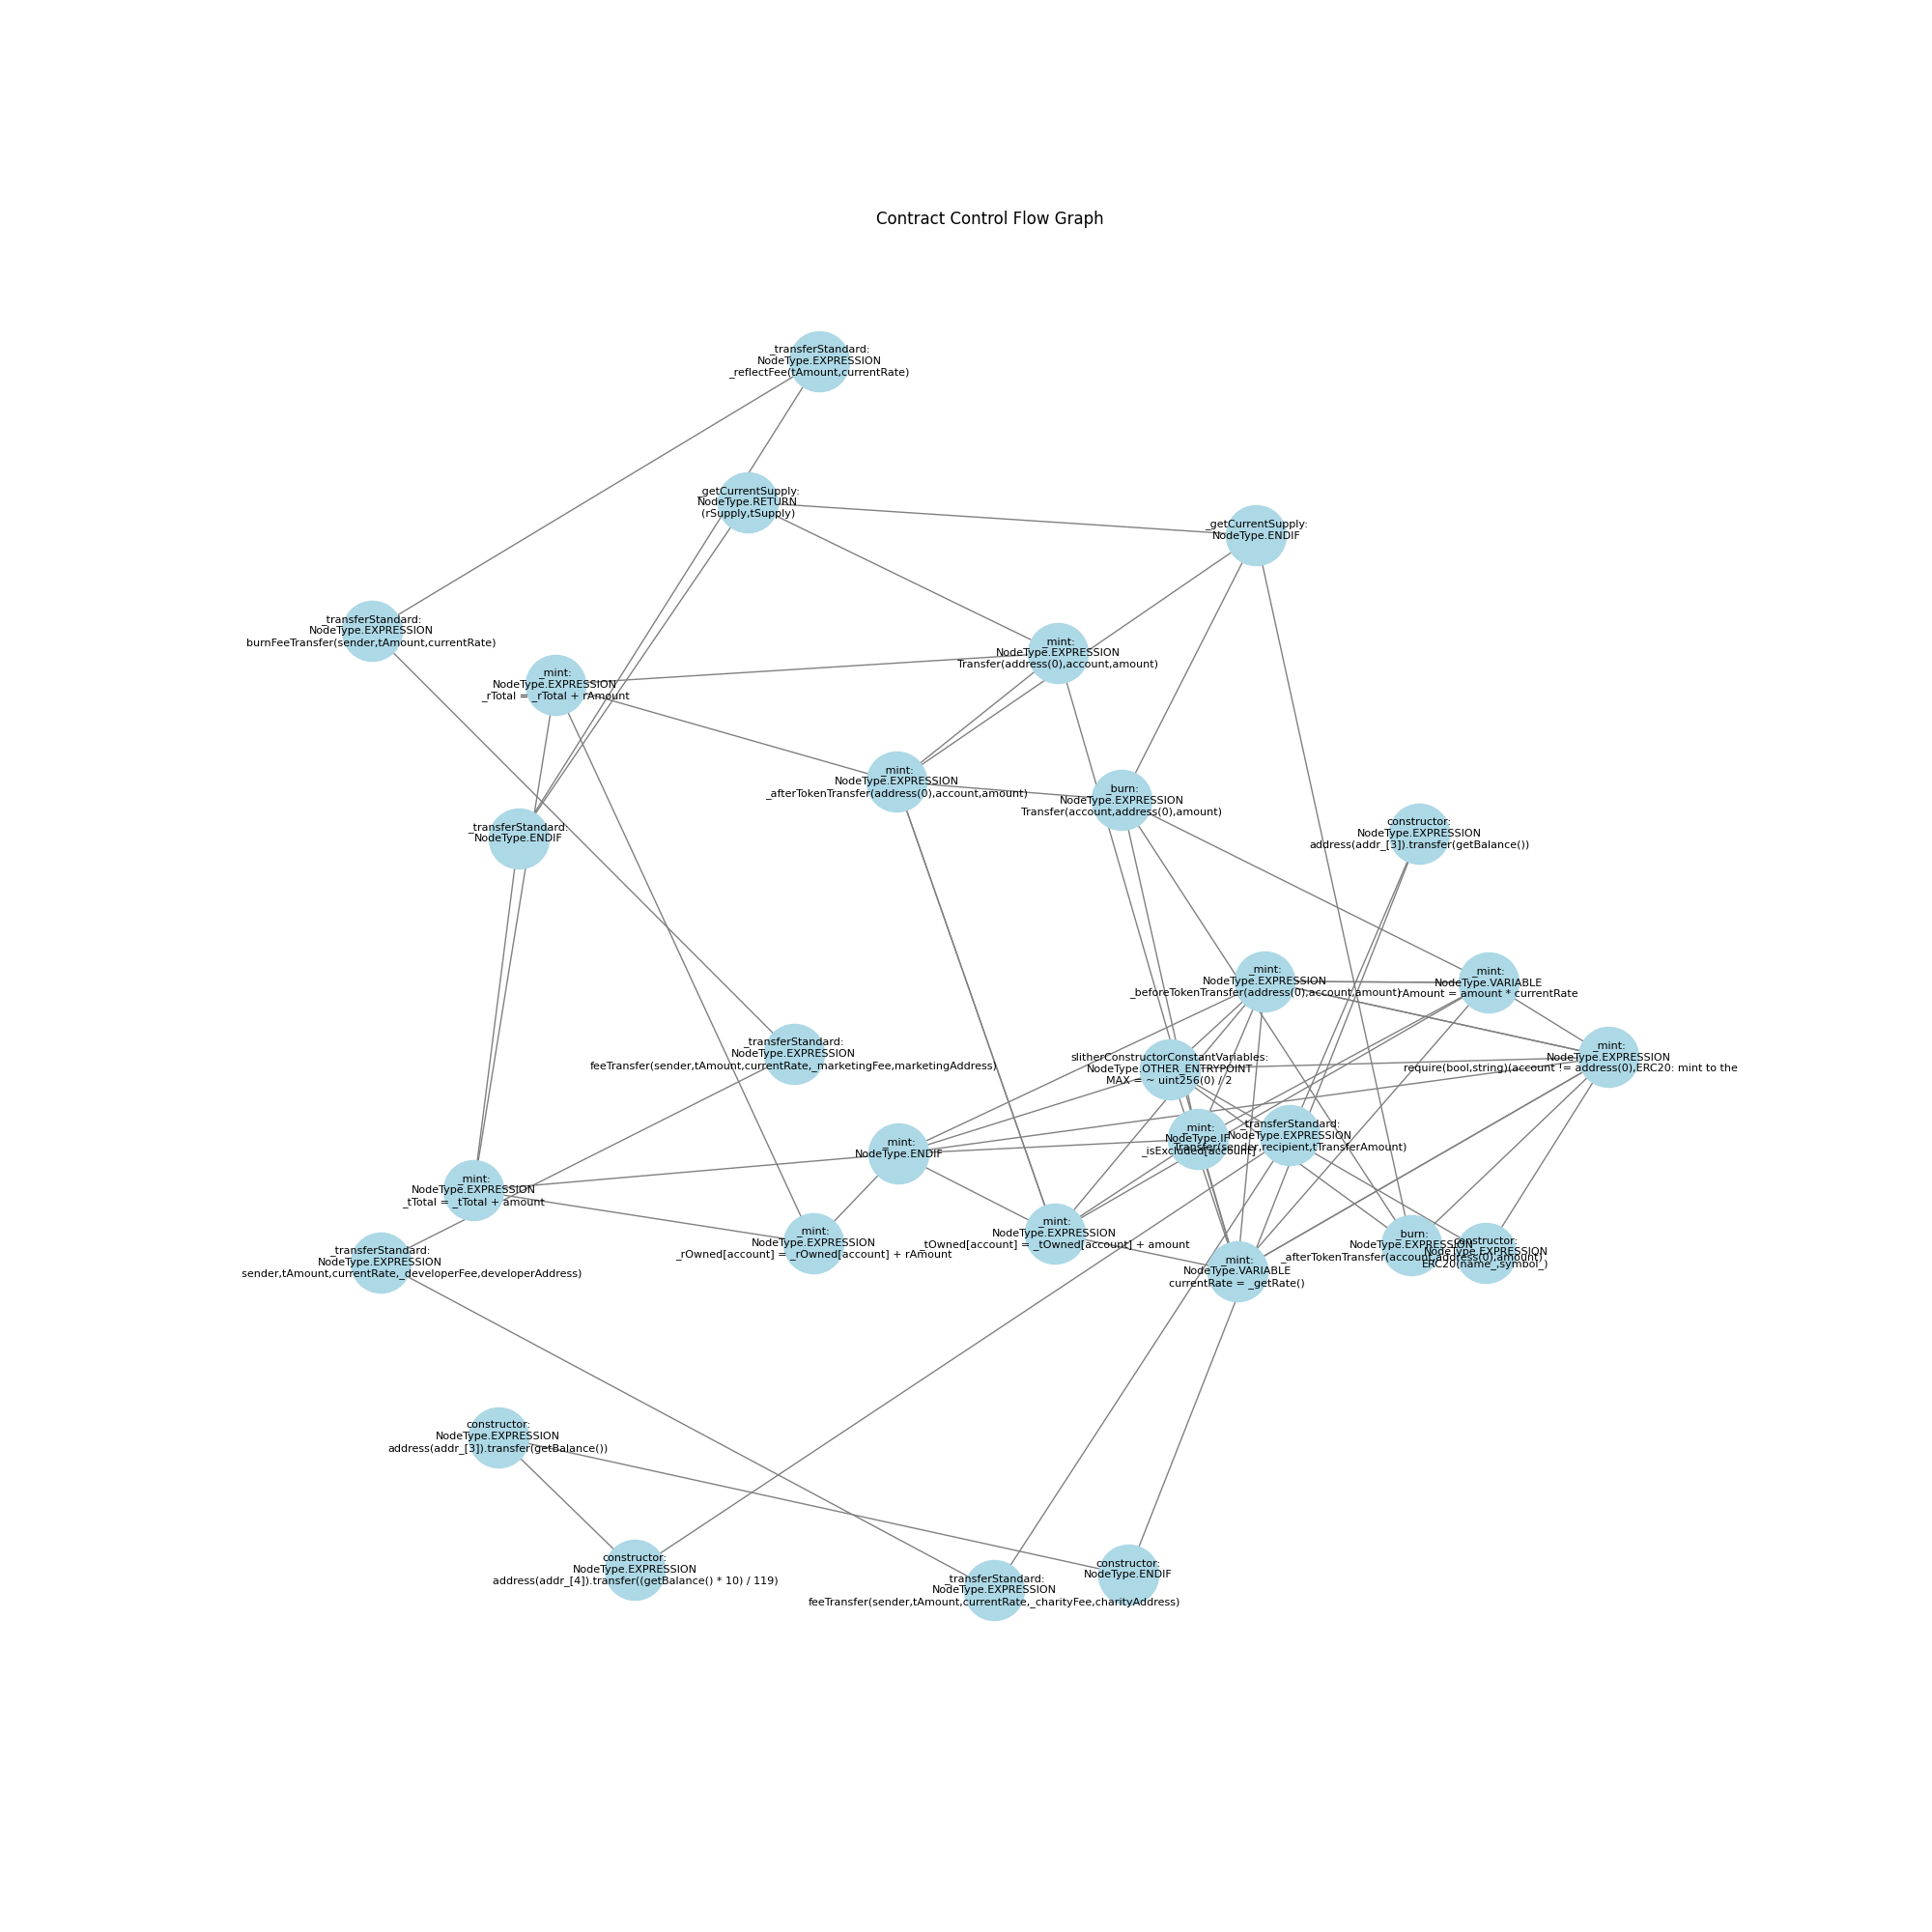 Contract Control Flow Graph
_transferStandard:
NodeType.EXPRESSION
_reflectFee(tAmount,currentRate)
_getCurrentSupply:
NodeType.RETURN
(rSupply,tSupply)
_getCurrentSupply:
NodeType.ENDIF
_transferStandard:
NodeType.EXPRESSION
burnFeeTransfer(sender,tAmount,currentRate)
_mint:
NodeType.EXPRESSION
Transfer(address(0),account,amount)
_mint:
NodeType.EXPRESSION
_rTotal = _rTotal + rAmount
_mint:
NodeType.EXPRESSION
_afterTokenTransfer(address(0),account,amount)
_burn:
NodeType.EXPRESSION
Transfer(account,address(0),amount)
_transferStandard:
NodeType.ENDIF
constructor:
NodeType.EXPRESSION
address(addr_[3]).transfer(getBalance())
_mint:
NodeType.EXPRESSION
_beforeTokenTransfer(address(0),account,amount)
_mint:
NodeType.VARIABLE
rAmount = amount * currentRate
_transferStandard:
NodeType.EXPRESSION
feeTransfer(sender,tAmount,currentRate,_marketingFee,marketingAddress)
slitherConstructorConstantVariables:
NodeType.OTHER_ENTRYPOINT
MAX = ~ uint256(0) / 2
_mint:
NodeType.EXPRESSION
require(bool,string)(account != address(0),ERC20: mint to the
_mint:
NodeType.IF
_isExcluded[account]
_transferStandard:
NodeType.EXPRESSION
Transfer(sender,recipient,tTransferAmount)
_mint:
NodeType.ENDIF
_mint:
NodeType.EXPRESSION
_tTotal = _tTotal + amount
_transferStandard:
NodeType.EXPRESSION
sender,tAmount,currentRate,_developerFee,developerAddress)
_mint:
NodeType.EXPRESSION
_rOwned[account] = _rOwned[account] + rAmount
_mint:
NodeType.EXPRESSION
_tOwned[account] = _tOwned[account] + amount
_mint:
NodeType.VARIABLE
currentRate = _getRate()
_burn:
NodeType.EXPRESSION
_afterTokenTransfer(account,address(0),amount)
constructor:
NodeType.EXPRESSION
ERC20(name_,symbol_)
constructor:
NodeType.EXPRESSION
address(addr_[3]).transfer(getBalance())
constructor:
NodeType.EXPRESSION
address(addr_[4]).transfer((getBalance() * 10) / 119)
_transferStandard:
NodeType.EXPRESSION
feeTransfer(sender,tAmount,currentRate,_charityFee,charityAddress)
constructor:
NodeType.ENDIF